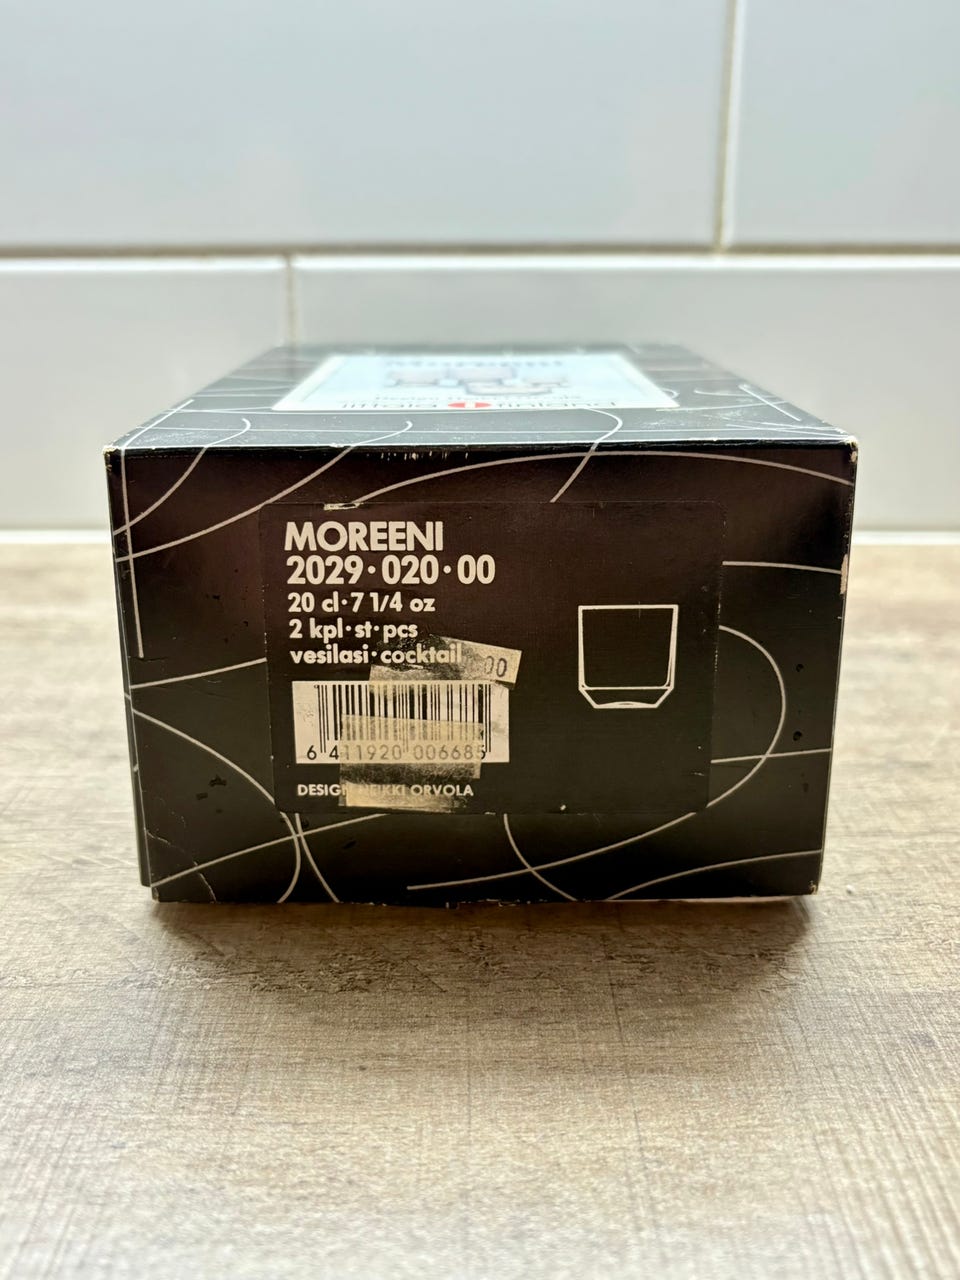 MOREENI
2029·020·00
20 cl·7 1/4 oz
2 kpl·st·pcs
vesilasi·cocktail
00
6 411920 006685
DESIGN HEIKKI ORVOLA